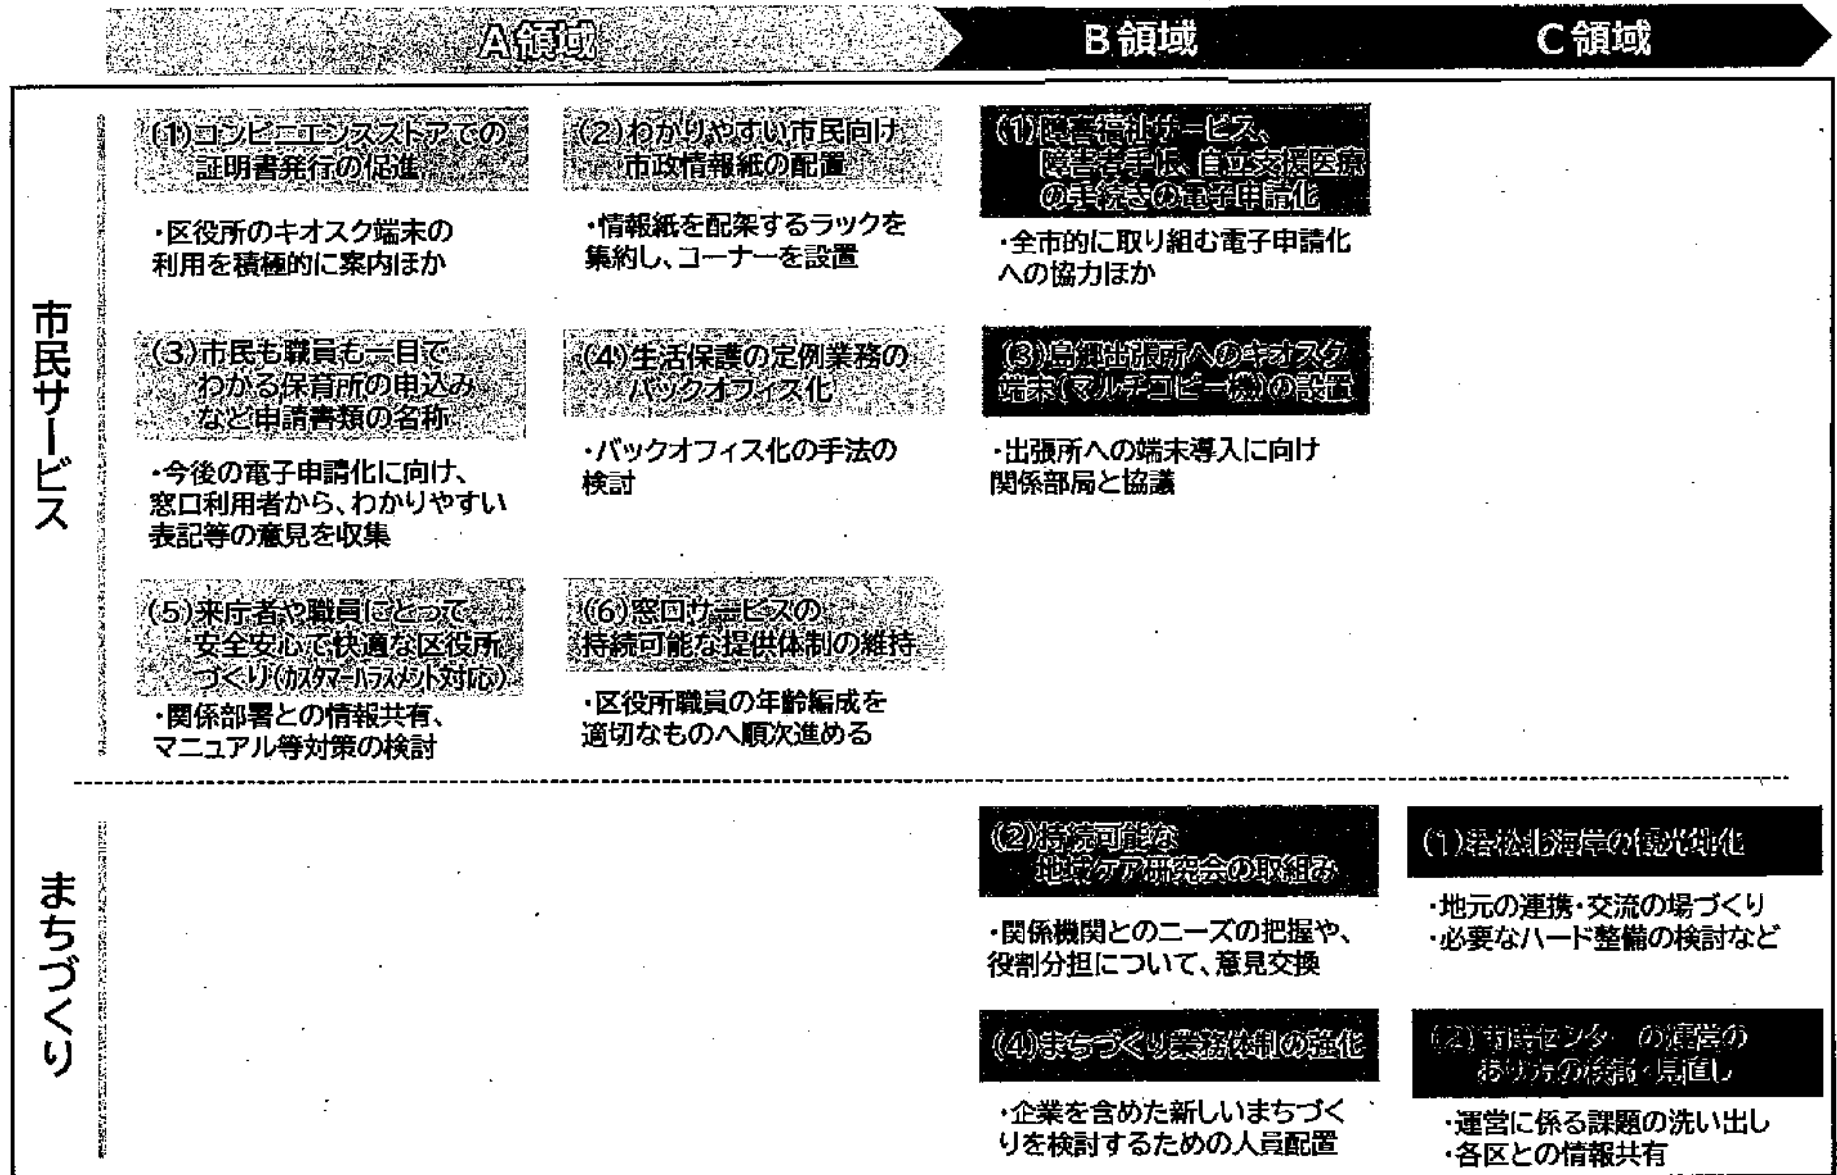 A領域
B領域
C領域
市民サービス
(1)コンビニエンスストアでの
証明書発行の促進
・区役所のキオスク端末の
利用を積極的に案内ほか
(2)わかりやすい市民向け
市政情報紙の配置
・情報紙を配架するラックを
集約し、コーナーを設置
(1)障害福祉サービス、
障害者手帳、自立支援医療
の手続きの電子申請化
・全市的に取り組む電子申請化
への協力ほか
(3)市民も職員も一目で
わかる保育所の申込み
など申請書類の名称
・今後の電子申請化に向け、
窓口利用者から、わかりやすい
表記等の意見を収集
(4)生活保護の定例業務の
バックオフィス化
・バックオフィス化の手法の
検討
(3)島郷出張所へのキオスク
端末(マルチコピー機)の設置
・出張所への端末導入に向け
関係部局と協議
(5)来庁者や職員にとって
安全安心で快適な区役所
づくり(カスタマーハラスメント対応)
・関係部署との情報共有、
マニュアル等対策の検討
(6)窓口サービスの
持続可能な提供体制の維持
・区役所職員の年齢編成を
適切なものへ順次進める
まちづくり
(2)持続可能な
地域ケア研究会の取組み
・関係機関とのニーズの把握や、
役割分担について、意見交換
(1)若松北海岸の観光地化
・地元の連携・交流の場づくり
・必要なハード整備の検討など
(4)まちづくり業務体制の強化
・企業を含めた新しいまちづく
りを検討するための人員配置
(2)市民センターの運営の
あり方の検討・見直し
・運営に係る課題の洗い出し
・各区との情報共有